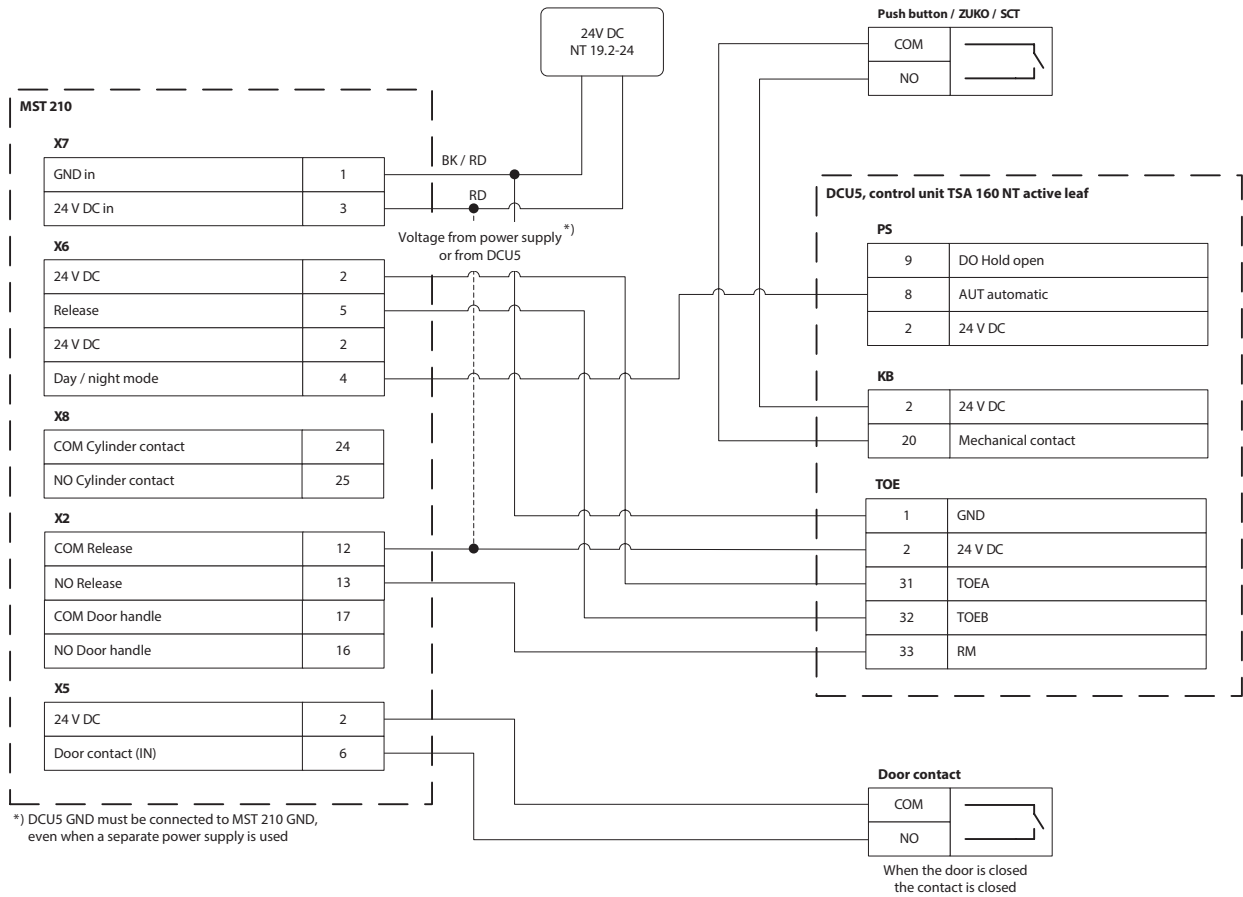 24V DC
NT 19.2-24
Push button / ZUKO / SCT
COM
NO
MST 210
X7
GND in 1
24 V DC in 3
BK / RD
RD
Voltage from power supply *)
or from DCU5
X6
24 V DC 2
Release 5
24 V DC 2
Day / night mode 4
X8
COM Cylinder contact 24
NO Cylinder contact 25
X2
COM Release 12
NO Release 13
COM Door handle 17
NO Door handle 16
X5
24 V DC 2
Door contact (IN) 6
*) DCU5 GND must be connected to MST 210 GND,
even when a separate power supply is used
DCU5, control unit TSA 160 NT active leaf
PS
9 DO Hold open
8 AUT automatic
2 24 V DC
KB
2 24 V DC
20 Mechanical contact
TOE
1 GND
2 24 V DC
31 TOEA
32 TOEB
33 RM
Door contact
COM
NO
When the door is closed
the contact is closed